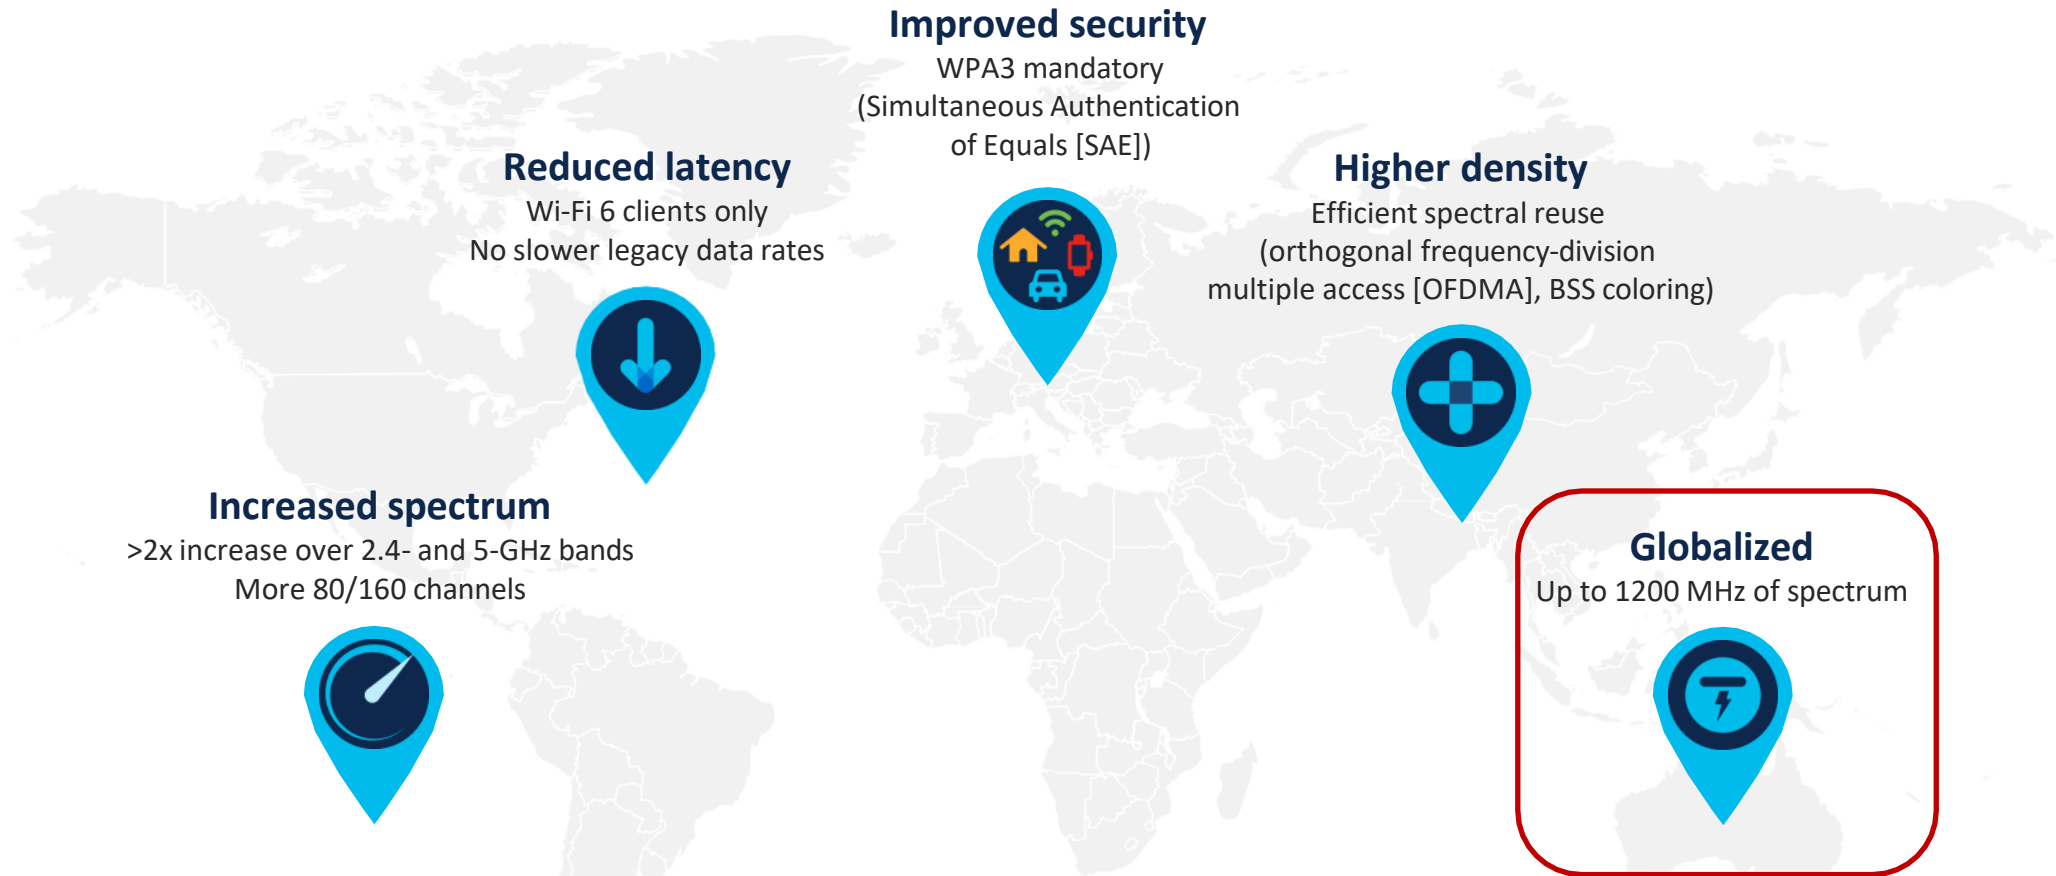 Improved security
WPA3 mandatory
(Simultaneous Authentication
of Equals [SAE])
Reduced latency
Wi-Fi 6 clients only
No slower legacy data rates
Higher density
Efficient spectral reuse
(orthogonal frequency-division
multiple access [OFDMA], BSS coloring)
Increased spectrum
>2x increase over 2.4- and 5-GHz bands
More 80/160 channels
Globalized
Up to 1200 MHz of spectrum